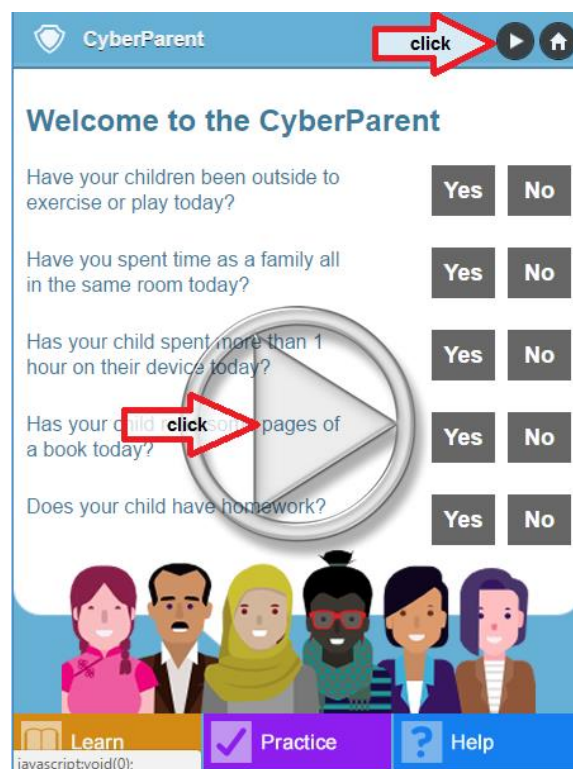 CyberParent
click
Welcome to the CyberParent
Have your children been outside to
exercise or play today?
Yes No
Have you spent time as a family all
in the same room today?
Yes No
Has your child spent more than 1
hour on their device today?
Yes No
Has your child some pages of
click
a book today?
Yes No
Does your child have homework?
Yes No
Learn
Practice
? Help
javascript:void(0);